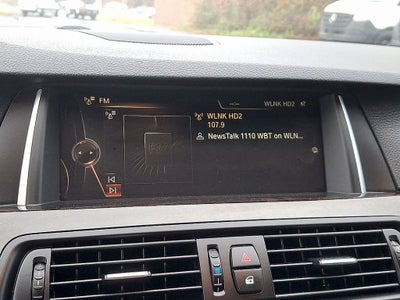 FM
WLNK HD2
WLNK HD2
107.9
NewsTalk 1110 WBT on WLN...